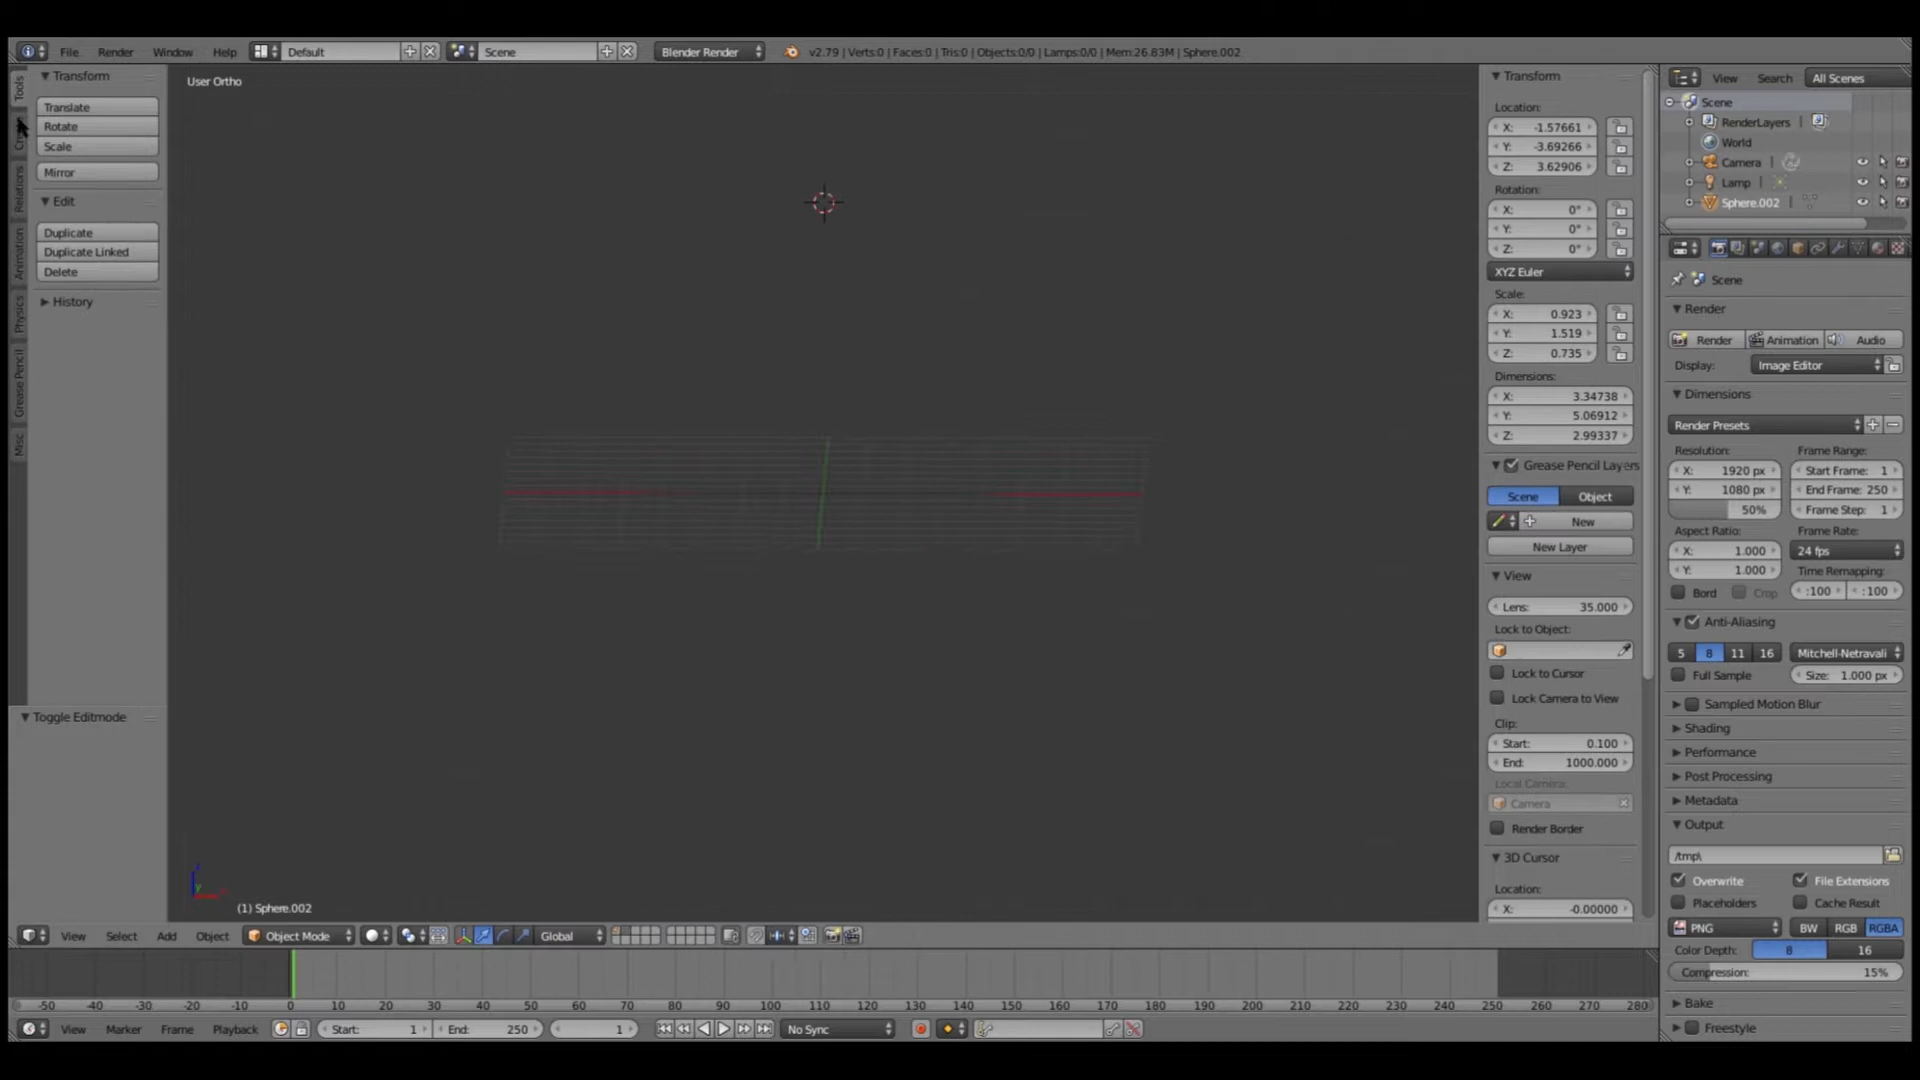 File Render Window Help Default Scene Blender Render v2.79 | Verts:0 | Faces:0 | Tris:0 | Objects:0/0 | Lamps:0/0 | Mem:26.83M | Sphere.002
Tools
Relations
Animation
Physics
Grease Pencil
Misc
Transform
Translate
Rotate
Scale
Mirror
Edit
Duplicate
Duplicate Linked
Delete
History
Toggle Editmode
User Ortho
(1) Sphere.002
Transform
Location:
X: -1.57661
Y: -3.69266
Z: 3.62906
Rotation:
X: 0°
Y: 0°
Z: 0°
XYZ Euler
Scale:
X: 0.923
Y: 1.519
Z: 0.735
Dimensions:
X: 3.34738
Y: 5.06912
Z: 2.99337
Grease Pencil Layers
Scene Object
New
New Layer
View
Lens: 35.000
Lock to Object:
Lock to Cursor
Lock Camera to View
Clip:
Start: 0.100
End: 1000.000
Local Camera:
Camera
Render Border
3D Cursor
Location:
X: -0.00000
View Search All Scenes
Scene
RenderLayers
World
Camera
Lamp
Sphere.002
Scene
Render
Render Animation Audio
Display: Image Editor
Dimensions
Render Presets
Resolution: Frame Range:
X: 1920 px Start Frame: 1
Y: 1080 px End Frame: 250
50% Frame Step: 1
Aspect Ratio: Frame Rate:
X: 1.000 24 fps
Y: 1.000 Time Remapping:
Bord Crop :100 :100
Anti-Aliasing
5 8 11 16 Mitchell-Netravali
Full Sample Size: 1.000 px
Sampled Motion Blur
Shading
Performance
Post Processing
Metadata
Output
/tmp\
Overwrite File Extensions
Placeholders Cache Result
PNG BW RGB RGBA
Color Depth: 8 16
Compression: 15%
Bake
Freestyle
View Select Add Object Object Mode Global
-50 -40 -30 -20 -10 0 10 20 30 40 50 60 70 80 90 100 110 120 130 140 150 160 170 180 190 200 210 220 230 240 250 260 270 280
View Marker Frame Playback Start: 1 End: 250 1 No Sync